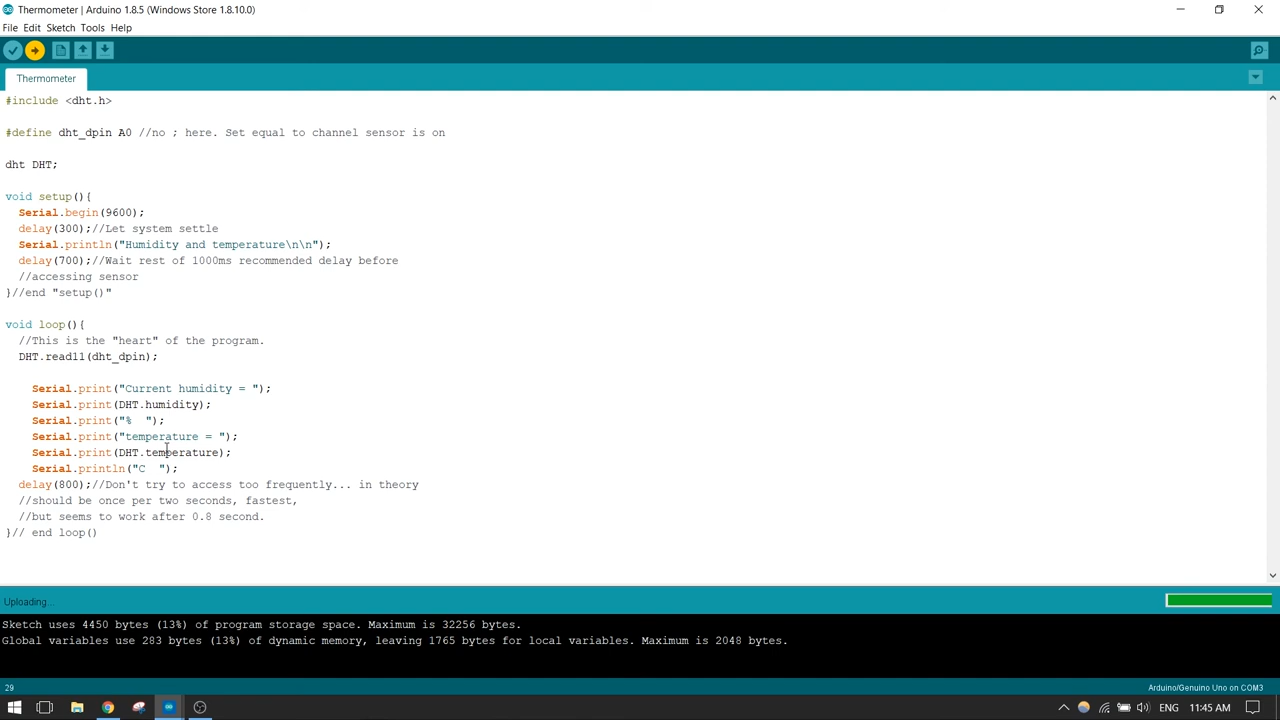 Thermometer | Arduino 1.8.5 (Windows Store 1.8.10.0)
File Edit Sketch Tools Help
Thermometer
#include <dht.h>
#define dht_dpin A0 //no ; here. Set equal to channel sensor is on
dht DHT;
void setup(){
Serial.begin(9600);
delay(300);//Let system settle
Serial.println("Humidity and temperature\n\n");
delay(700);//Wait rest of 1000ms recommended delay before
//accessing sensor
}//end "setup()"
void loop(){
//This is the "heart" of the program.
DHT.read11(dht_dpin);
Serial.print("Current humidity = ");
Serial.print(DHT.humidity);
Serial.print("%  ");
Serial.print("temperature = ");
Serial.print(DHT.temperature);
Serial.println("C  ");
delay(800);//Don't try to access too frequently... in theory
//should be once per two seconds, fastest,
//but seems to work after 0.8 second.
}// end loop()
Uploading...
Sketch uses 4450 bytes (13%) of program storage space. Maximum is 32256 bytes.
Global variables use 283 bytes (13%) of dynamic memory, leaving 1765 bytes for local variables. Maximum is 2048 bytes.
29
Arduino/Genuino Uno on COM3
ENG
11:45 AM